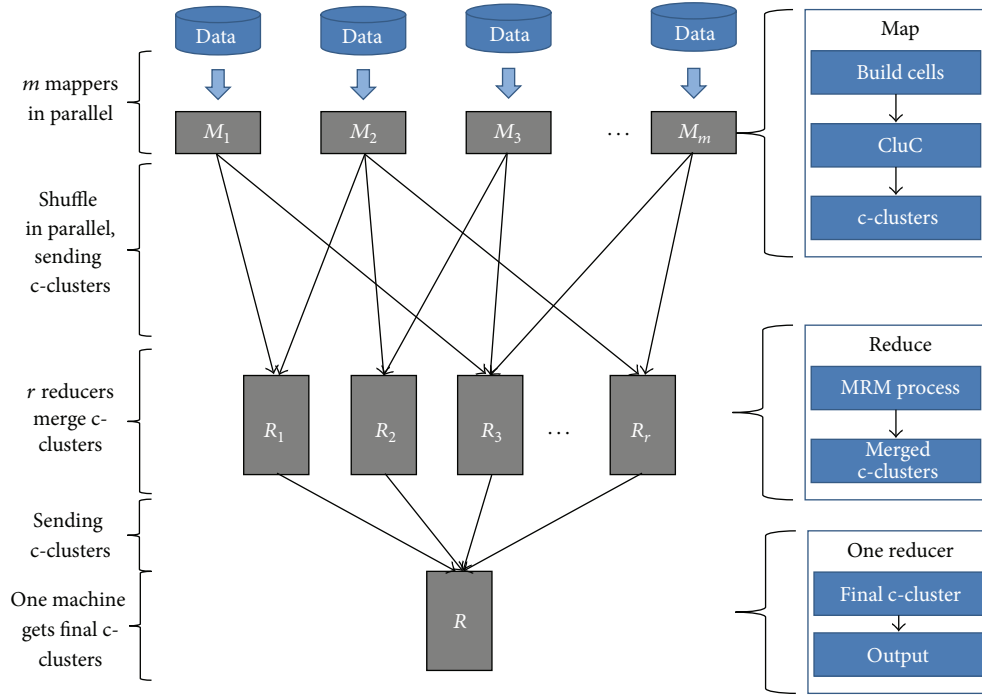 Data
Data
Data
Data
m mappers
in parallel
M1
M2
M3
...
Mm
Map
Build cells
CluC
c-clusters
Shuffle
in parallel,
sending
c-clusters
r reducers
merge c-
clusters
R1
R2
R3
...
Rr
Reduce
MRM process
Merged
c-clusters
Sending
c-clusters
One machine
gets final c-
clusters
R
One reducer
Final c-cluster
Output